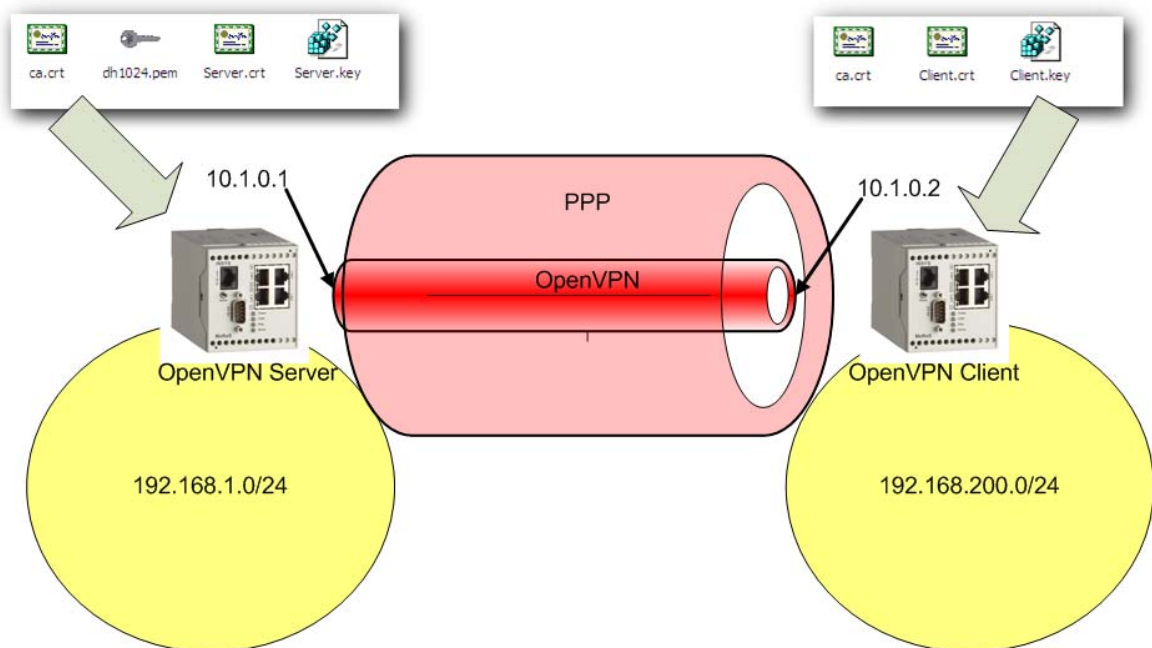 ca.crt
dh1024.pem
Server.crt
Server.key
ca.crt
Client.crt
Client.key
10.1.0.1
PPP
10.1.0.2
OpenVPN
OpenVPN Server
OpenVPN Client
192.168.1.0/24
192.168.200.0/24